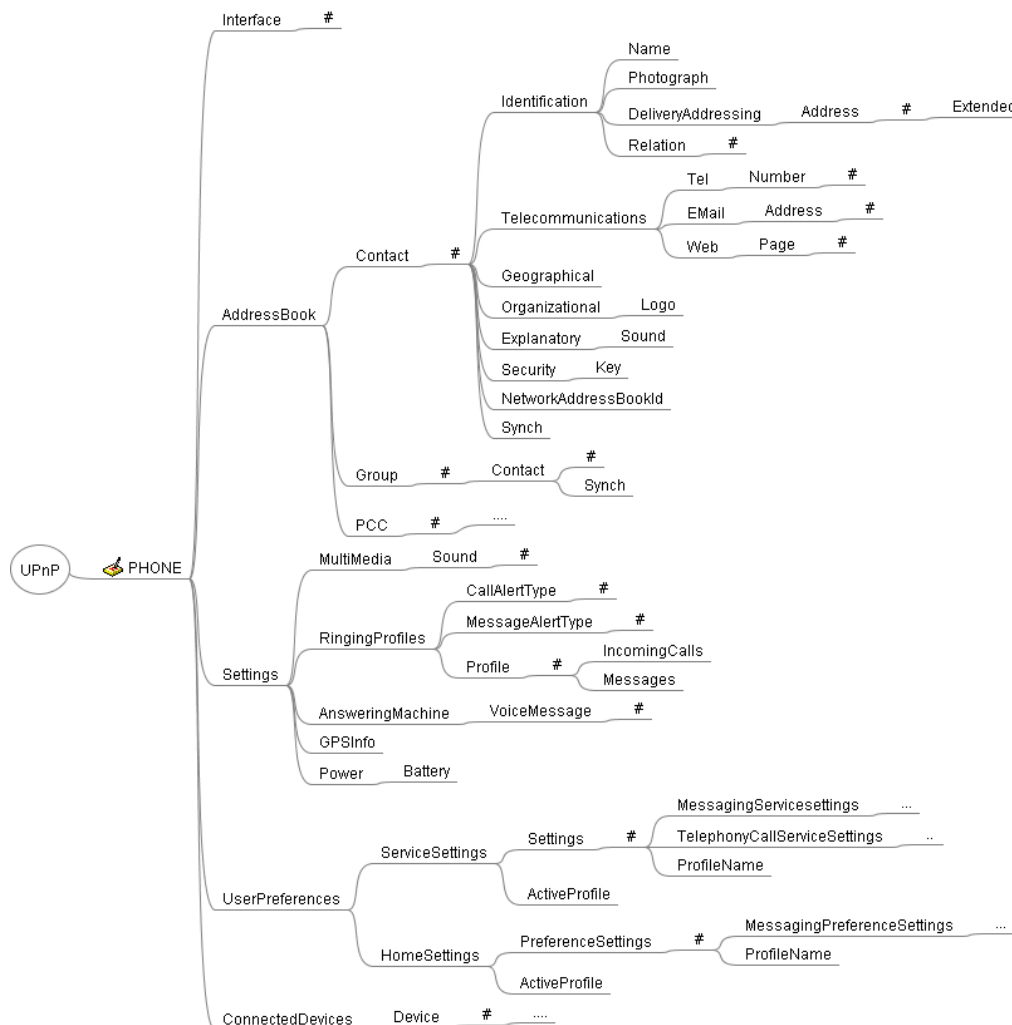 Interface #
Name
Photograph
Identification
DeliveryAddressing Address # Extended
Relation #
Tel Number #
Telecommunications
EMail Address #
Web Page #
Contact #
Geographical
Organizational Logo
AddressBook
Explanatory Sound
Security Key
NetworkAddressBookId
Synch
Group # Contact #
Synch
PCC # ....
UPnP PHONE
MultiMedia Sound #
CallAlertType #
MessageAlertType #
RingingProfiles
Profile # IncomingCalls
Messages
Settings
AnsweringMachine VoiceMessage #
GPSInfo
Power Battery
MessagingServicesettings ...
Settings # TelephonyCallServiceSettings ..
ProfileName
ServiceSettings
ActiveProfile
UserPreferences
MessagingPreferenceSettings ...
PreferenceSettings #
ProfileName
HomeSettings
ActiveProfile
ConnectedDevices Device # ....